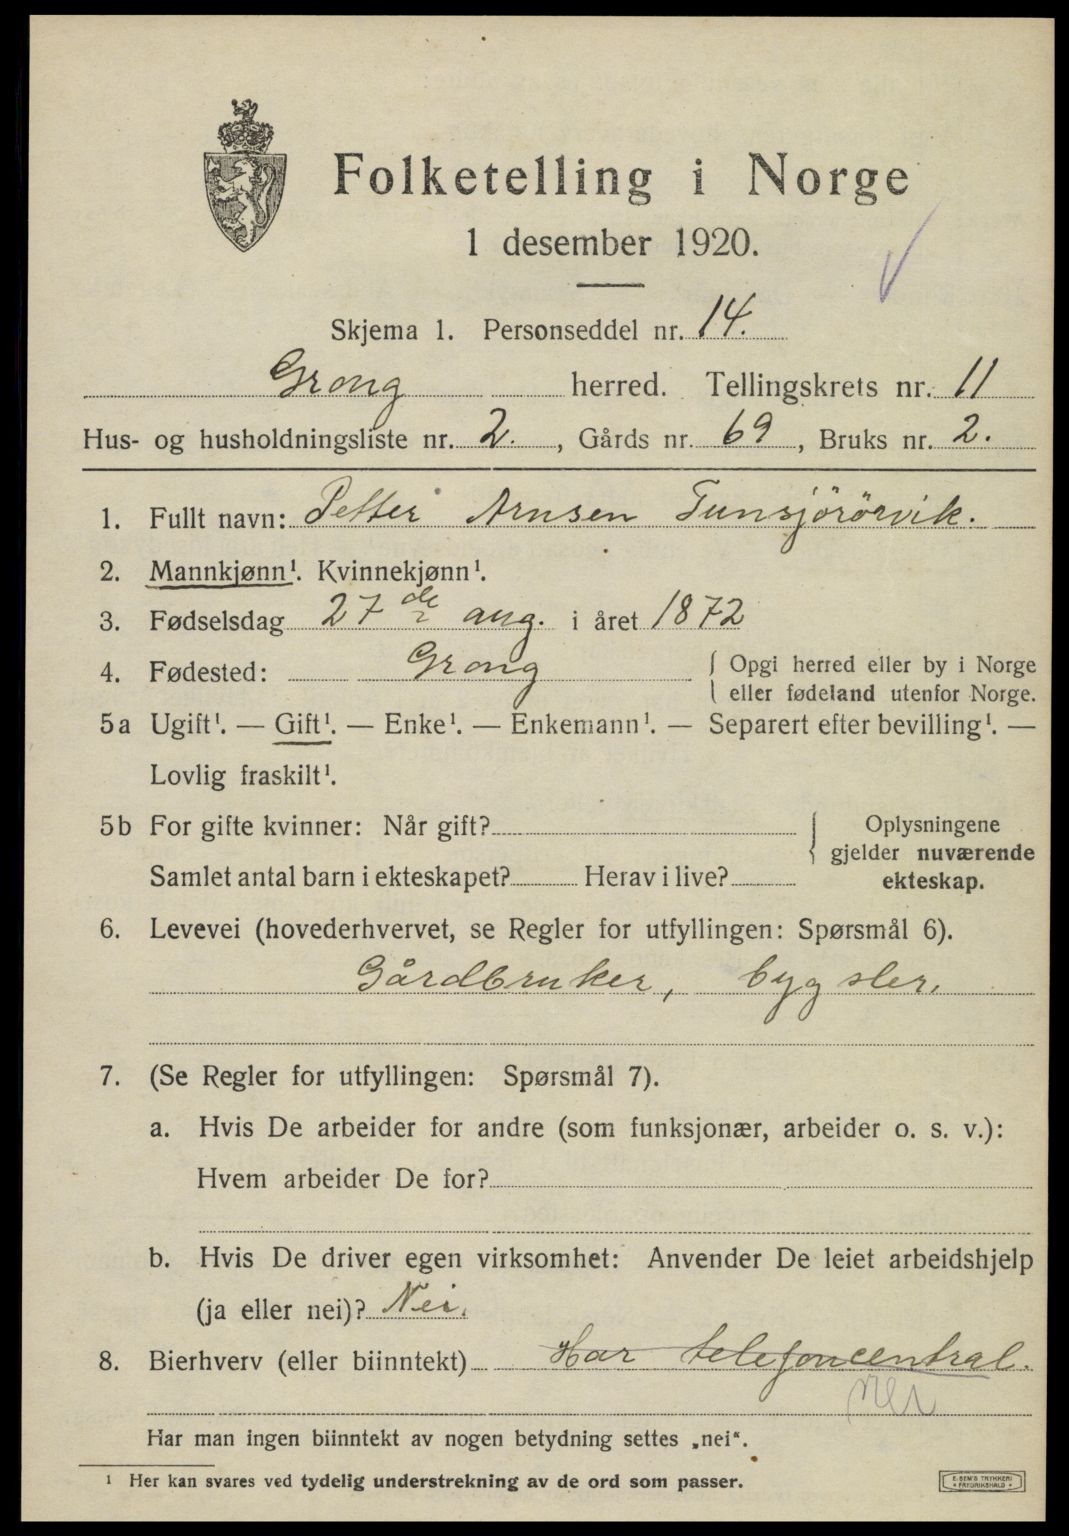 Folketelling i Norge
1 desember 1920.
Skjema 1. Personseddel nr. 14.
Grong herred. Tellingskrets nr. 11
Hus- og husholdningsliste nr. 2. , Gårds nr. 69, Bruks nr. 2.
1. Fullt navn: Petter Arnsen Tunsjörörvik.
2. Mannkjønn¹. Kvinnekjønn¹.
3. Fødselsdag 27de aug. i året 1872
4. Fødested: Grong { Opgi herred eller by i Norge
eller fødeland utenfor Norge.
5a Ugift¹. — Gift¹. — Enke¹. — Enkemann¹. — Separert efter bevilling¹. —
Lovlig fraskilt¹.
5b For gifte kvinner: Når gift? { Oplysningene
gjelder nuværende
Samlet antal barn i ekteskapet? Herav i live? ekteskap.
6. Levevei (hovederhvervet, se Regler for utfyllingen: Spørsmål 6).
Gårdbruker, bygsler.
7. (Se Regler for utfyllingen: Spørsmål 7).
a. Hvis De arbeider for andre (som funksjonær, arbeider o. s. v.):
Hvem arbeider De for?
b. Hvis De driver egen virksomhet: Anvender De leiet arbeidshjelp
(ja eller nei)? Nei.
8. Bierhverv (eller biinntekt) Har telefoncentral.
nei
Har man ingen biinntekt av nogen betydning settes „nei“.
¹ Her kan svares ved tydelig understrekning av de ord som passer.
E. SEM'S TRYKKERI
FREDRIKSHALD